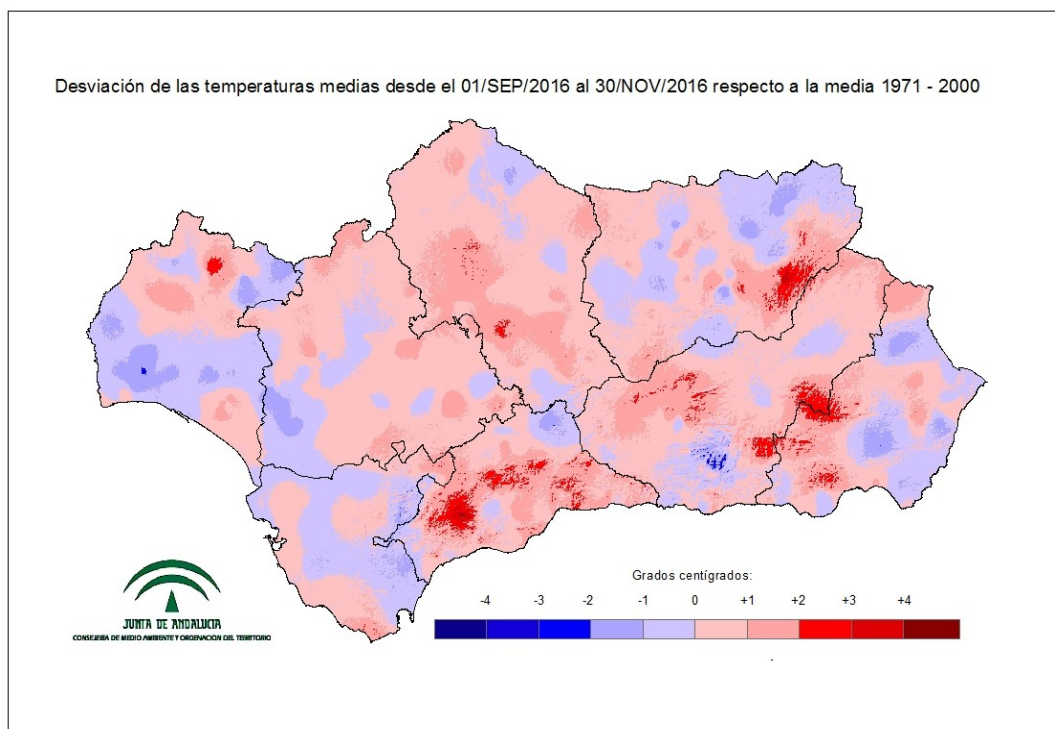 Desviación de las temperaturas medias desde el 01/SEP/2016 al 30/NOV/2016 respecto a la media 1971 - 2000
Grados centígrados:
-4 -3 -2 -1 0 +1 +2 +3 +4
JUNTA DE ANDALUCIA
CONSEJERIA DE MEDIO AMBIENTE Y ORDENACIÓN DEL TERRITORIO